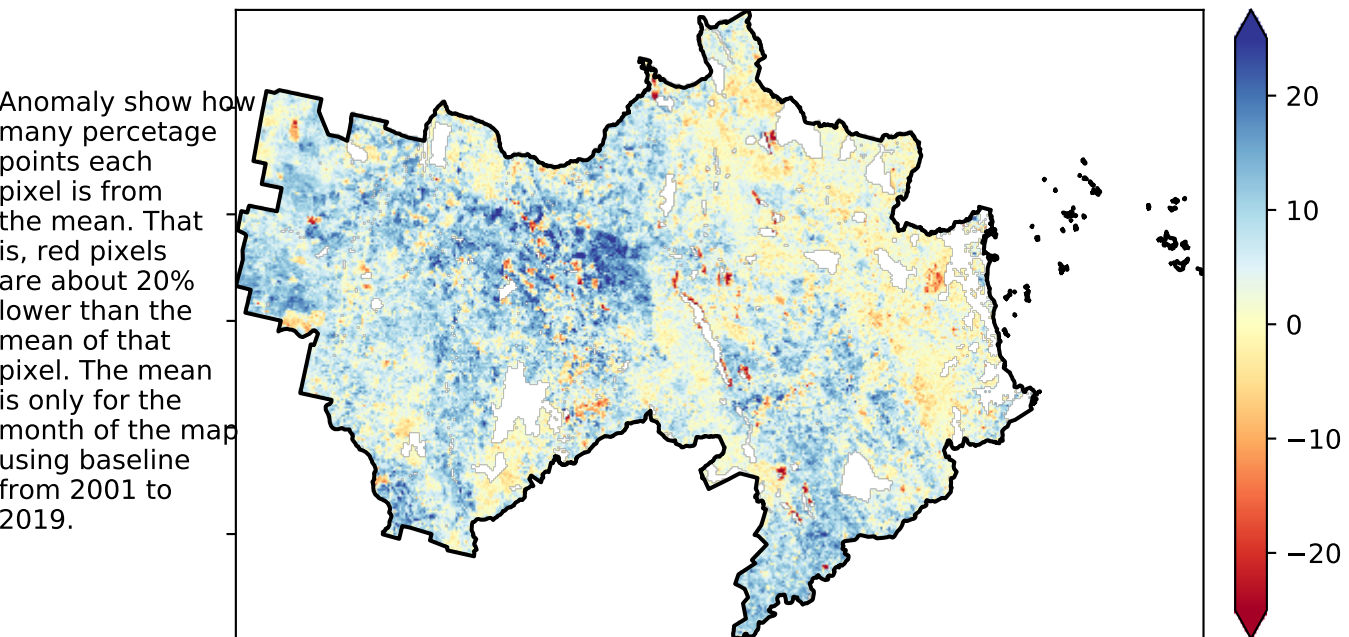 Anomaly show how
many percetage
points each
pixel is from
the mean. That
is, red pixels
are about 20%
lower than the
mean of that
pixel. The mean
is only for the
month of the map
using baseline
from 2001 to
2019.
20
10
0
−10
−20